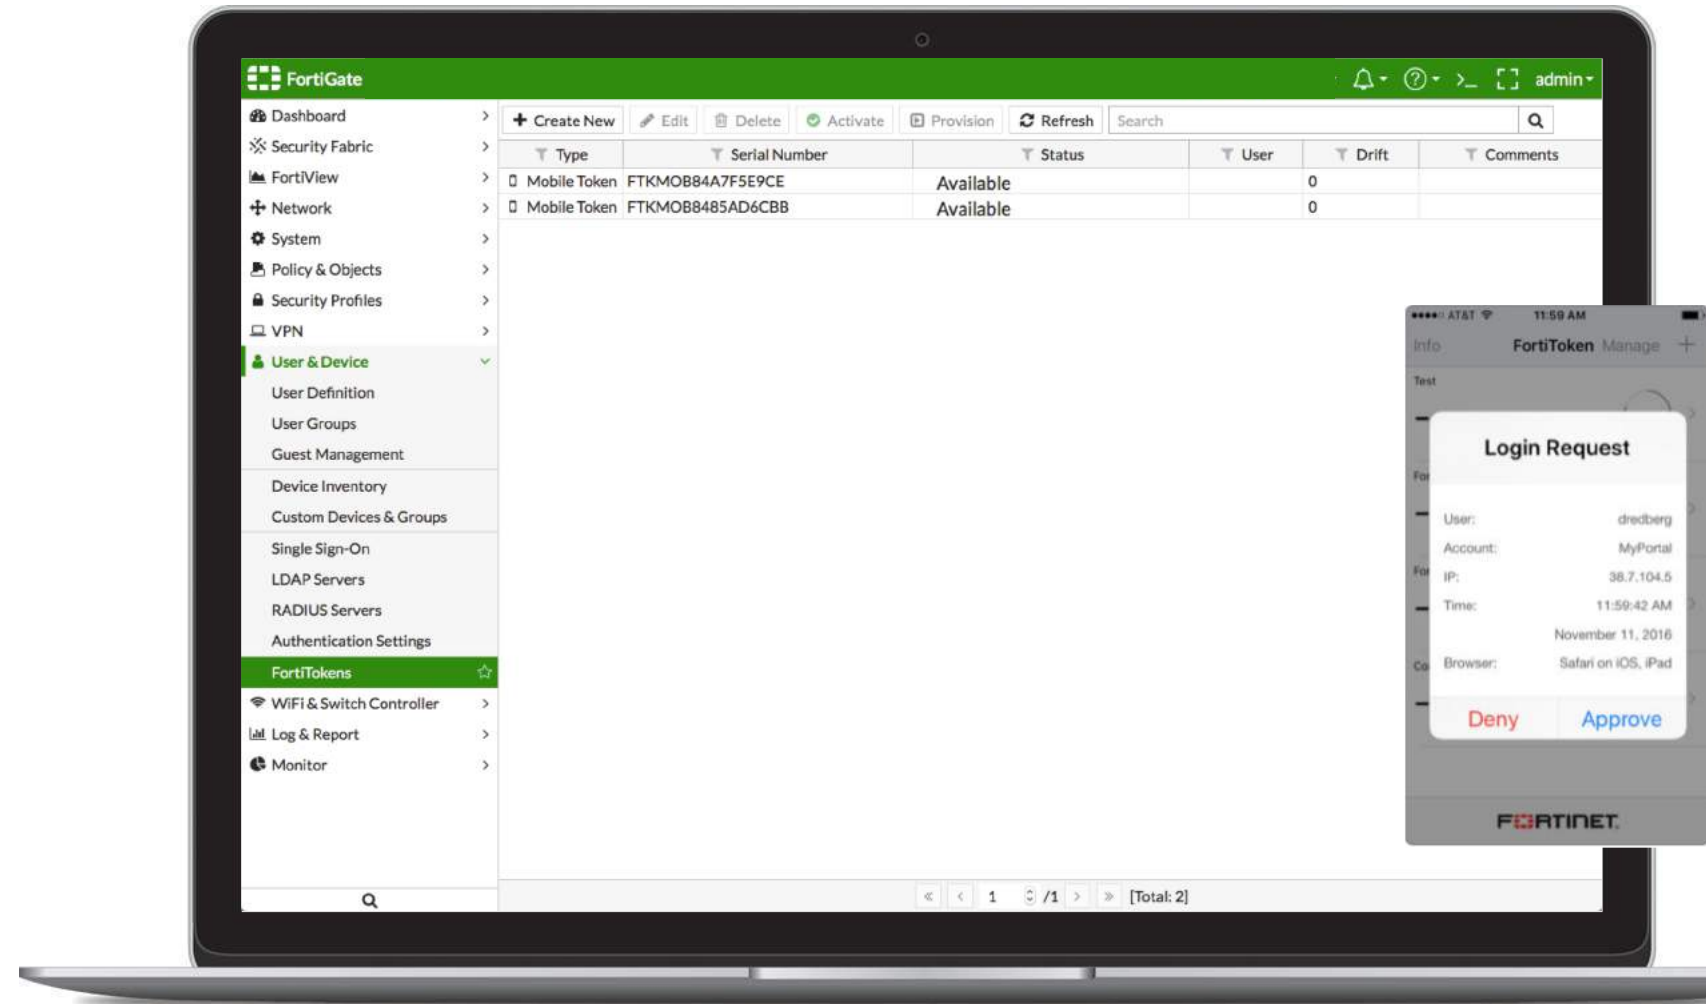 FortiGate
admin
Dashboard
Security Fabric
FortiView
Network
System
Policy & Objects
Security Profiles
VPN
User & Device
User Definition
User Groups
Guest Management
Device Inventory
Custom Devices & Groups
Single Sign-On
LDAP Servers
RADIUS Servers
Authentication Settings
FortiTokens
WiFi & Switch Controller
Log & Report
Monitor
+ Create New Edit Delete Activate Provision Refresh Search
Type Serial Number Status User Drift Comments
Mobile Token FTKMOB84A7F5E9CE Available 0
Mobile Token FTKMOB8485AD6CBB Available 0
« < 1 /1 > » [Total: 2]
AT&T 11:59 AM
Info FortiToken Manage +
Test
Login Request
User: dredberg
Account: MyPortal
IP: 38.7.104.5
Time: 11:59:42 AM
November 11, 2016
Browser: Safari on iOS, iPad
Deny Approve
FORTINET